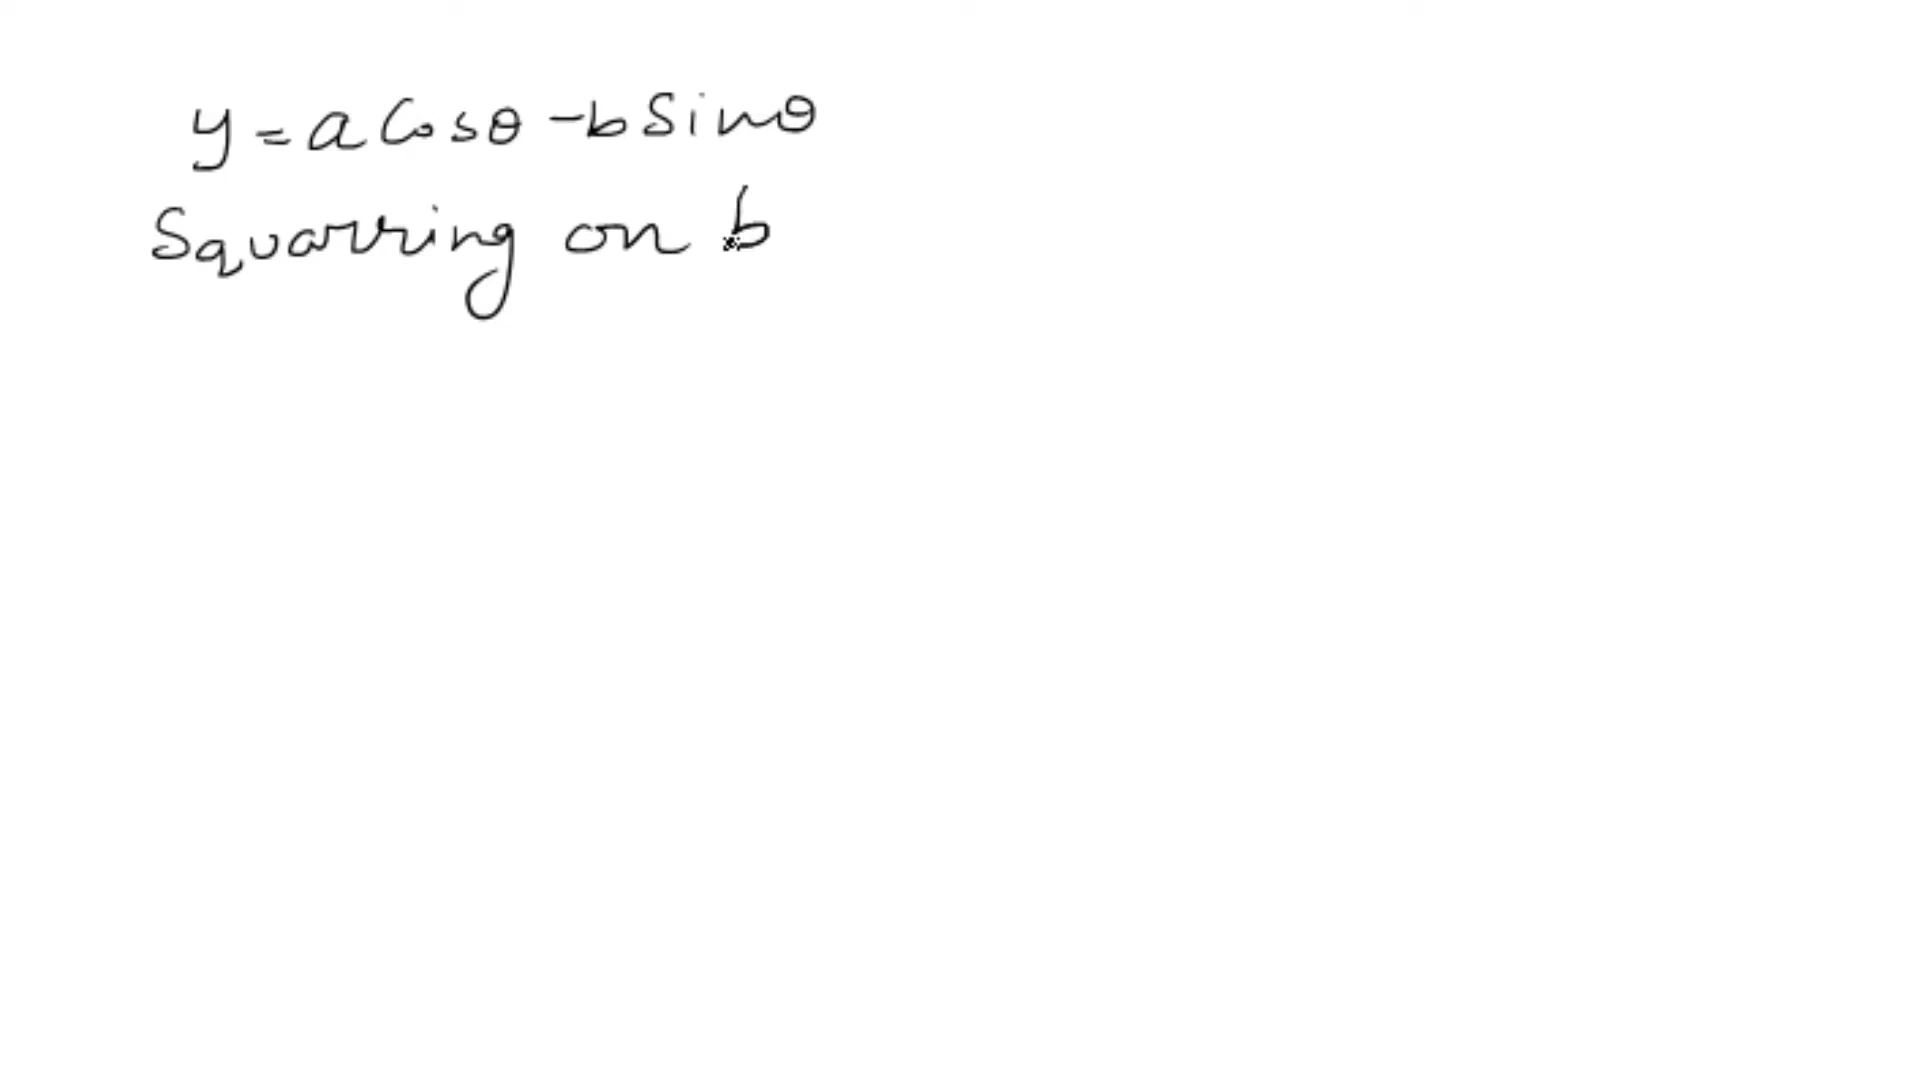 y = a Cosθ - b Sinθ
Squarring on b